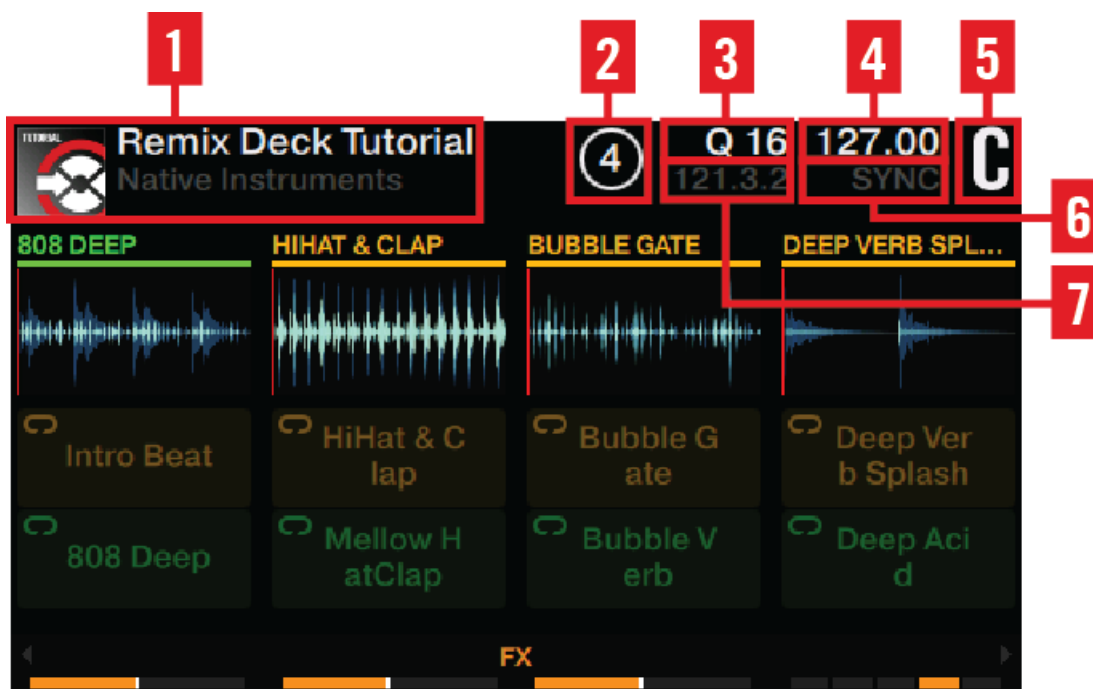 1
2
3
4
5
TUTORIAL
Remix Deck Tutorial
4
Q 16
127.00
C
Native Instruments
121.3.2
SYNC
6
808 DEEP
HIHAT & CLAP
BUBBLE GATE
DEEP VERB SPL...
7
Intro Beat
HiHat & C
lap
Bubble G
ate
Deep Ver
b Splash
808 Deep
Mellow H
atClap
Bubble V
erb
Deep Aci
d
FX